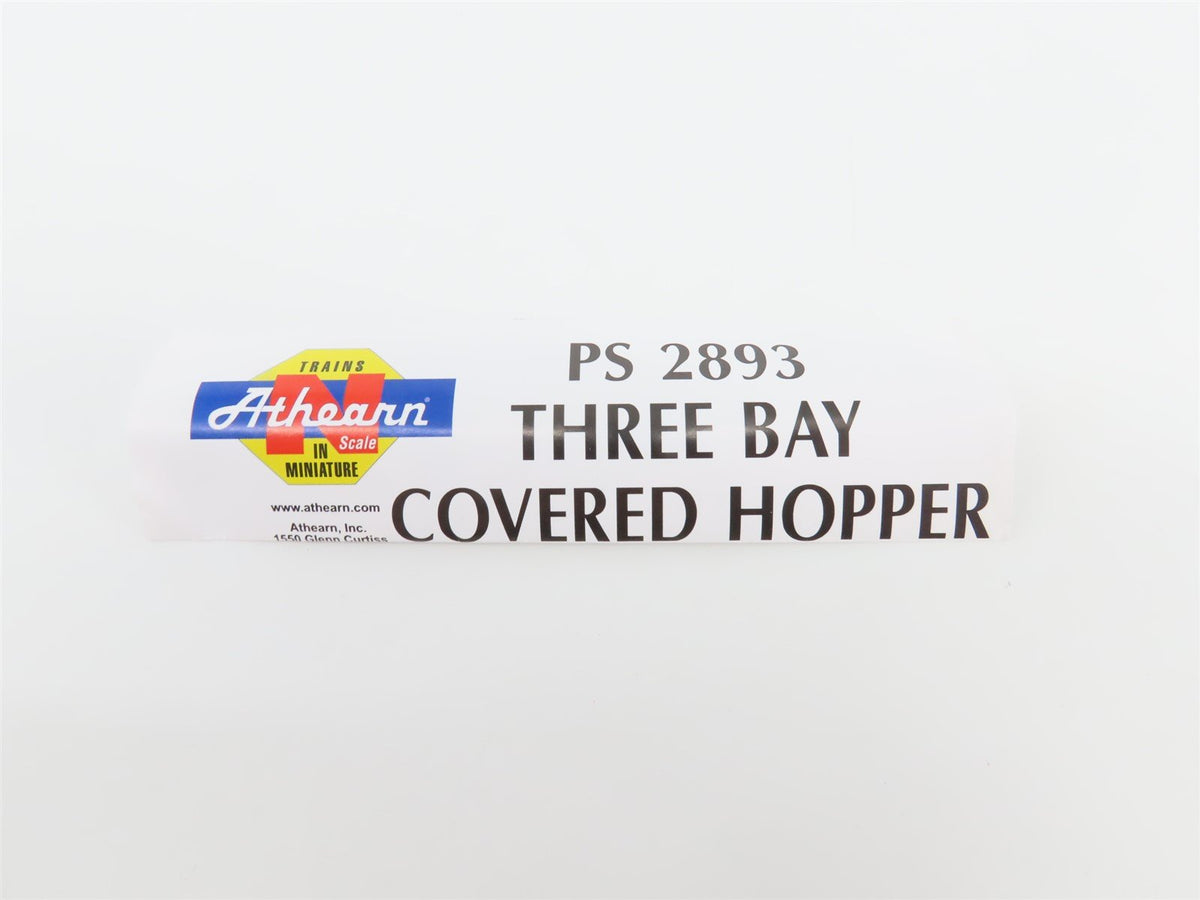 TRAINS
Athearn®
N
Scale
IN
MINIATURE
www.athearn.com
Athearn, Inc.
1550 Glenn Curtiss
PS 2893
THREE BAY
COVERED HOPPER